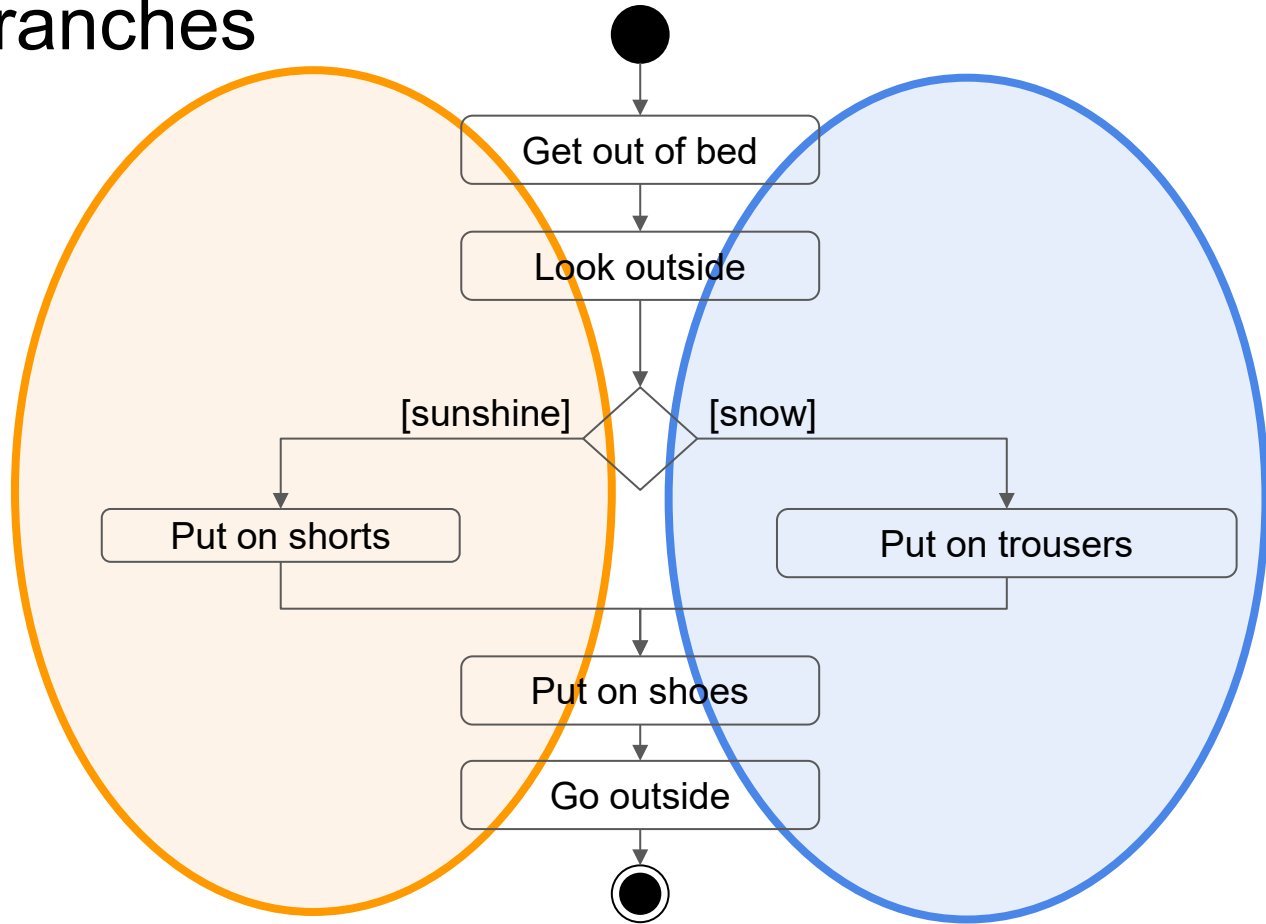 ranches
Get out of bed
Look outside
[sunshine]
[snow]
Put on shorts
Put on trousers
Put on shoes
Go outside